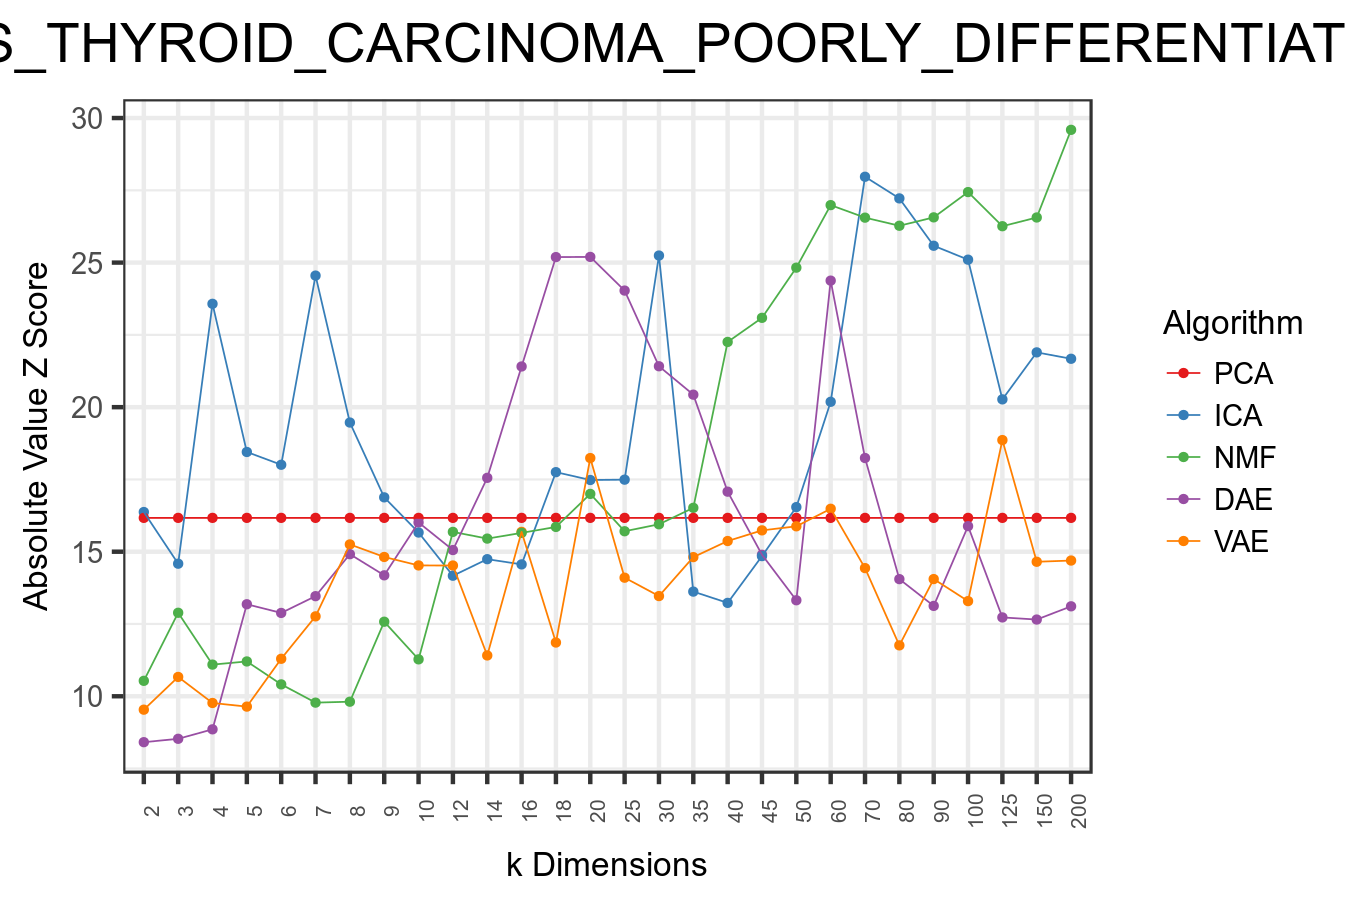 S_THYROID_CARCINOMA_POORLY_DIFFERENTIAT
30
25
20
15
10
Absolute Value Z Score
2 3 4 5 6 7 8 9 10 12 14 16 18 20 25 30 35 40 45 50 60 70 80 90 100 125 150 200
k Dimensions
Algorithm
PCA
ICA
NMF
DAE
VAE